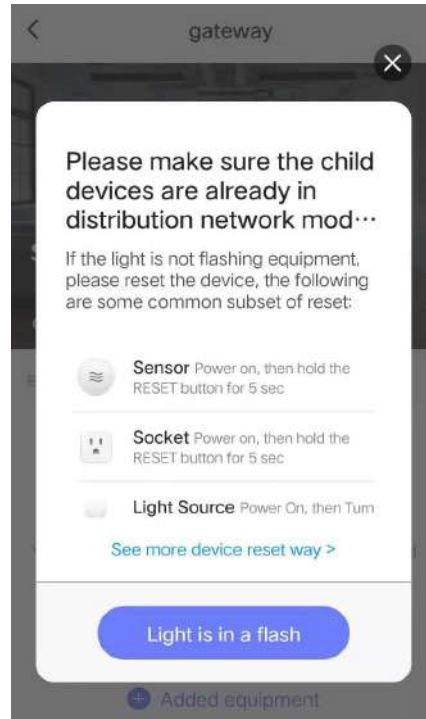 gateway
Please make sure the child
devices are already in
distribution network mod···
If the light is not flashing equipment,
please reset the device, the following
are some common subset of reset:
Sensor Power on, then hold the
RESET button for 5 sec
Socket Power on, then hold the
RESET button for 5 sec
Light Source Power On, then Turn
See more device reset way >
Light is in a flash
Added equipment